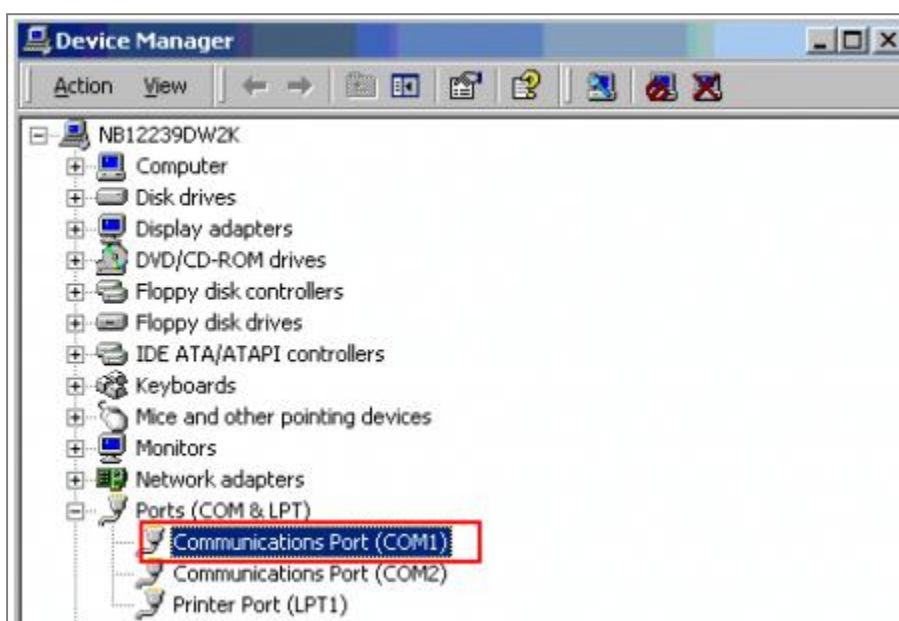 Device Manager
Action View
NB12239DW2K
Computer
Disk drives
Display adapters
DVD/CD-ROM drives
Floppy disk controllers
Floppy disk drives
IDE ATA/ATAPI controllers
Keyboards
Mice and other pointing devices
Monitors
Network adapters
Ports (COM & LPT)
Communications Port (COM1)
Communications Port (COM2)
Printer Port (LPT1)